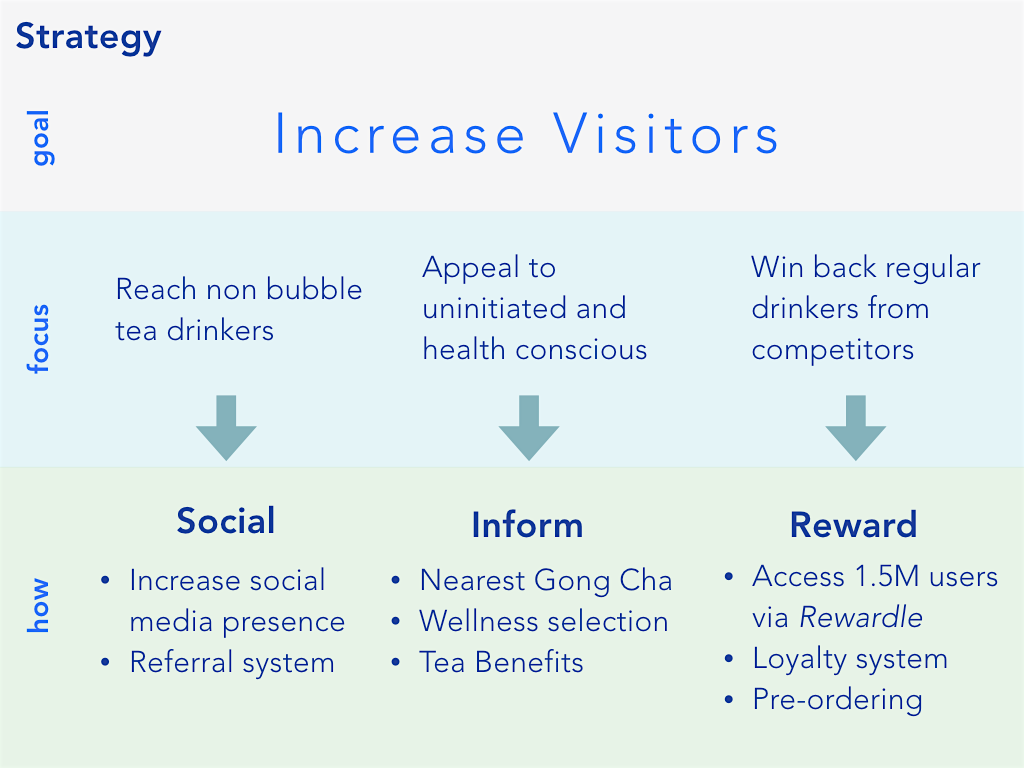 Strategy
goal
Increase Visitors
focus
Reach non bubble
tea drinkers
Appeal to
uninitiated and
health conscious
Win back regular
drinkers from
competitors
how
Social
• Increase social
media presence
• Referral system
Inform
• Nearest Gong Cha
• Wellness selection
• Tea Benefits
Reward
• Access 1.5M users
via Rewardle
• Loyalty system
• Pre-ordering